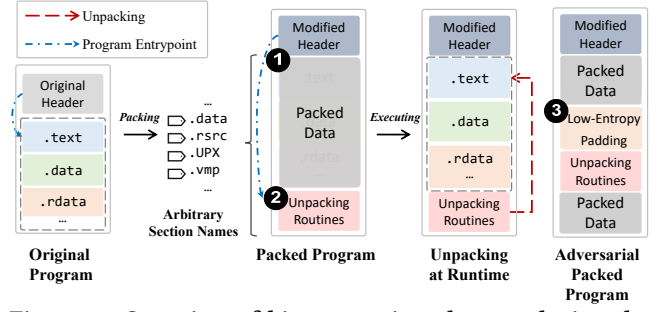 Unpacking
Program Entrypoint
Original
Header
.text
.data
.rdata
…
Original
Program
Packing
…
.data
.rsrc
.UPX
.vmp
…
Arbitrary
Section Names
Modified
Header
1
.text
Packed
Data
.rdata
2
Unpacking
Routines
Packed Program
Executing
Modified
Header
.text
.data
.rdata
…
Unpacking
Routines
Unpacking
at Runtime
Modified
Header
Packed
Data
3
Low-Entropy
Padding
Unpacking
Routines
Packed
Data
Adversarial
Packed
Program